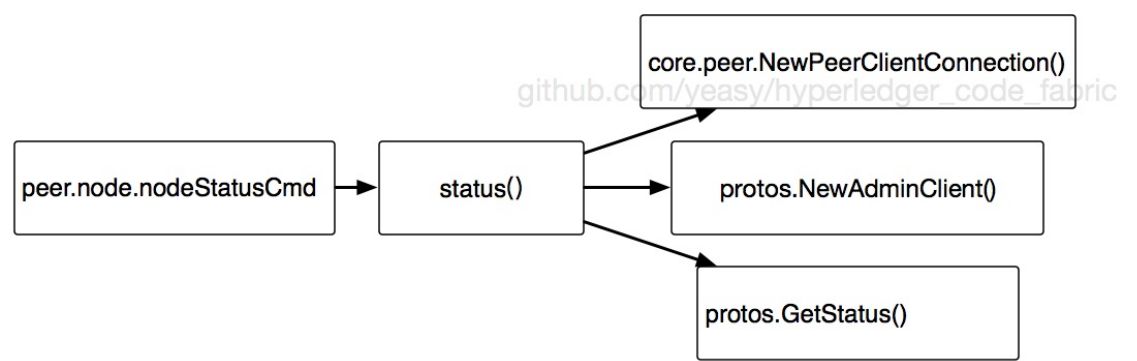 core.peer.NewPeerClientConnection()
github.com/yeasy/hyperledger_code_fabric
peer.node.nodeStatusCmd
status()
protos.NewAdminClient()
protos.GetStatus()